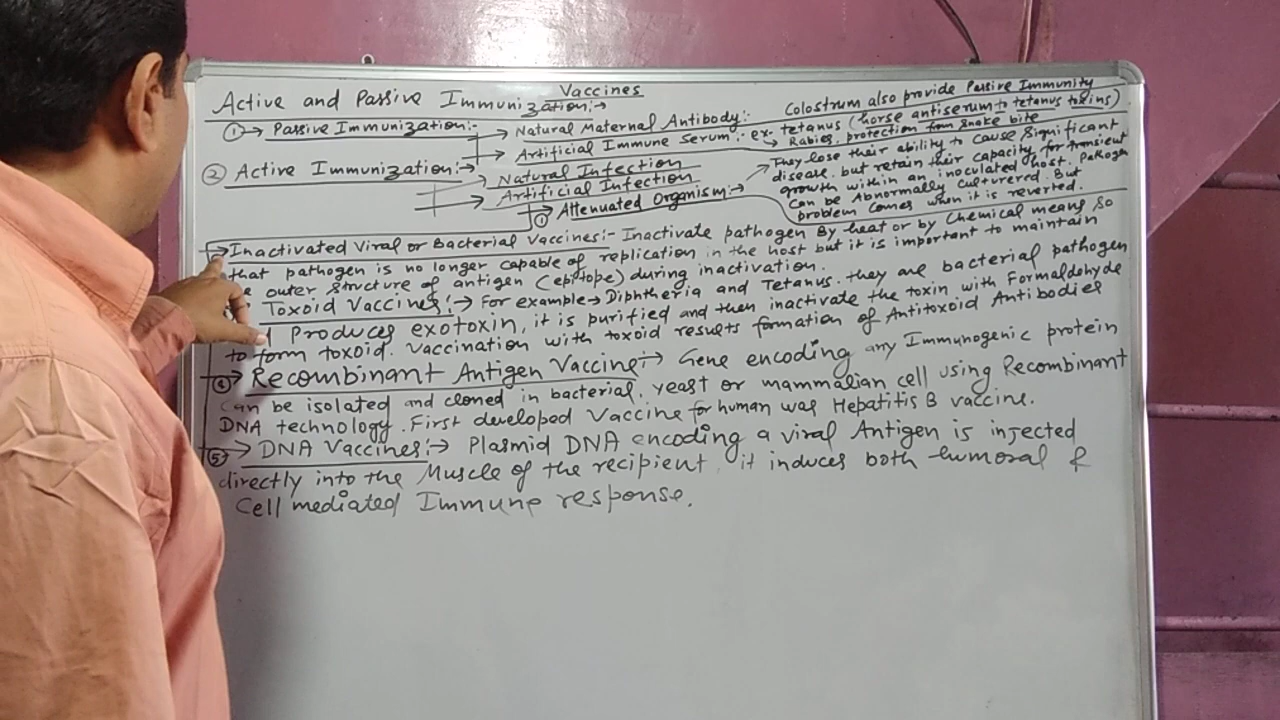 Vaccines
Active and Passive Immunization:→
Colostrum also provide Passive Immunity
①→ Passive Immunization:-
→ Natural Maternal Antibody:-
→ Artificial Immune Serum:- ex. tetanus (horse antiserum to tetanus toxins)
→ Rabies, protection from snake bite
② Active Immunization:→
Natural Infection
Artificial Infection
① Attenuated Organism:→
They lose their ability to cause significant
disease but retain their capacity for transient
growth within an inoculated host. Pathogen
can be Abnormally culturered. But
problem comes when it is reverted.
Inactivated Viral or Bacterial Vaccines:- Inactivate pathogen By heat or by Chemical means so
that pathogen is no longer capable of replication in the host but it is important to maintain
outer structure of antigen (epitope) during inactivation.
Toxoid Vaccines:→ For example→ Diphtheria and Tetanus. they are bacterial pathogen
Produces exotoxin, it is purified and then inactivate the toxin with Formaldehyde
to form toxoid. Vaccination with toxoid results formation of Antitoxoid Antibodies
④→ Recombinant Antigen Vaccine:→ Gene encoding any Immunogenic protein
can be isolated and cloned in bacterial, yeast or mammalian cell using Recombinant
DNA technology. First developed Vaccine for human was Hepatitis B vaccine.
⑤→ DNA Vaccines:→ Plasmid DNA encoding a viral Antigen is injected
directly into the Muscle of the recipient. it induces both humoral &
Cell mediated Immune response.